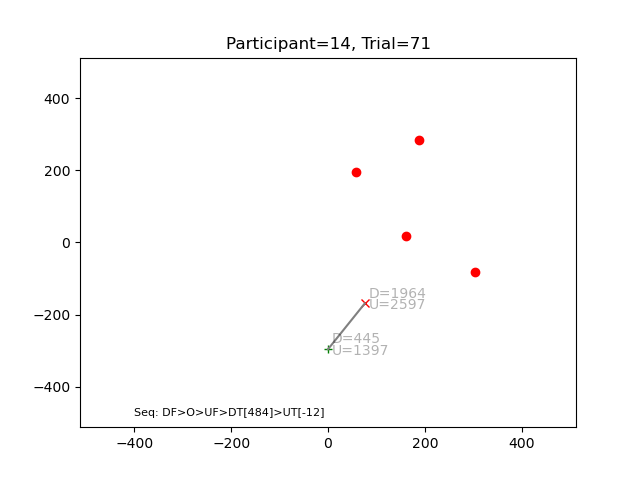 Participant=14, Trial=71
400
200
0
−200
−400
D=1964
U=2597
D=445
U=1397
Seq: DF>O>UF>DT[484]>UT[-12]
−400 −200 0 200 400